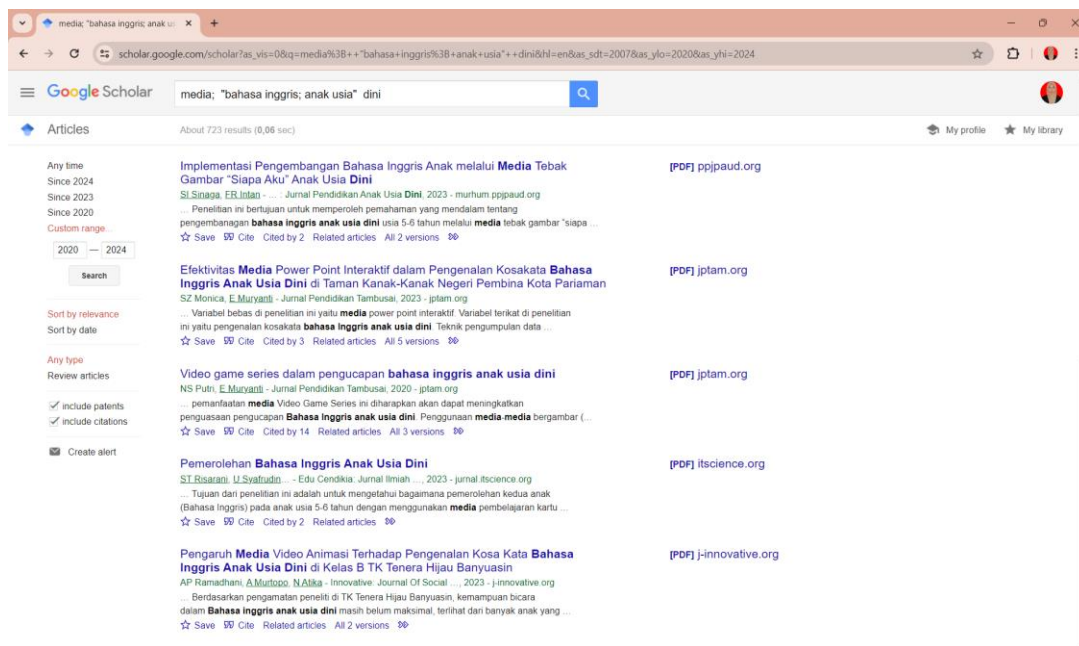 media; "bahasa inggris; anak us
scholar.google.com/scholar?as_vis=0&q=media%3B++"bahasa+inggris%3B+anak+usia"++dini&hl=en&as_sdt=2007&as_ylo=2020&as_yhi=2024
Google Scholar
media; "bahasa inggris; anak usia" dini
Articles
About 723 results (0,06 sec)
My profile
My library
Any time
Since 2024
Since 2023
Since 2020
Custom range...
2020 — 2024
Search
Sort by relevance
Sort by date
Any type
Review articles
include patents
include citations
Create alert
Implementasi Pengembangan Bahasa Inggris Anak melalui Media Tebak
Gambar "Siapa Aku" Anak Usia Dini
SI Sinaga, FR Intan - ... : Jurnal Pendidikan Anak Usia Dini, 2023 - murhum.ppjpaud.org
... Penelitian ini bertujuan untuk memperoleh pemahaman yang mendalam tentang
pengembanagan bahasa inggris anak usia dini usia 5-6 tahun melalui media tebak gambar "siapa ...
Save Cite Cited by 2 Related articles All 2 versions
[PDF] ppjpaud.org
Efektivitas Media Power Point Interaktif dalam Pengenalan Kosakata Bahasa
Inggris Anak Usia Dini di Taman Kanak-Kanak Negeri Pembina Kota Pariaman
SZ Monica, E Muryanti - Jurnal Pendidikan Tambusai, 2023 - jptam.org
... Variabel bebas di penelitian ini yaitu media power point interaktif. Variabel terikat di penelitian
ini yaitu pengenalan kosakata bahasa Inggris anak usia dini. Teknik pengumpulan data ...
Save Cite Cited by 3 Related articles All 5 versions
[PDF] jptam.org
Video game series dalam pengucapan bahasa inggris anak usia dini
NS Putri, E Muryanti - Jurnal Pendidikan Tambusai, 2020 - jptam.org
... pemanfaatan media Video Game Series ini diharapkan akan dapat meningkatkan
penguasaan pengucapan Bahasa Inggris anak usia dini. Penggunaan media-media bergambar (...
Save Cite Cited by 14 Related articles All 3 versions
[PDF] jptam.org
Pemerolehan Bahasa Inggris Anak Usia Dini
ST Risarani, U Syafrudin... - Edu Cendikia: Jurnal Ilmiah ..., 2023 - jurnal.itscience.org
... Tujuan dari penelitian ini adalah untuk mengetahui bagaimana pemerolehan kedua anak
(Bahasa Inggris) pada anak usia 5-6 tahun dengan menggunakan media pembelajaran kartu ...
Save Cite Cited by 2 Related articles
[PDF] itscience.org
Pengaruh Media Video Animasi Terhadap Pengenalan Kosa Kata Bahasa
Inggris Anak Usia Dini di Kelas B TK Tenera Hijau Banyuasin
AP Ramadhani, A Murtopo, N Atika - Innovative: Journal Of Social ..., 2023 - j-innovative.org
... Berdasarkan pengamatan peneliti di TK Tenera Hijau Banyuasin, kemampuan bicara
dalam Bahasa inggris anak usia dini masih belum maksimal, terlihat dari banyak anak yang ...
Save Cite Related articles All 2 versions
[PDF] j-innovative.org